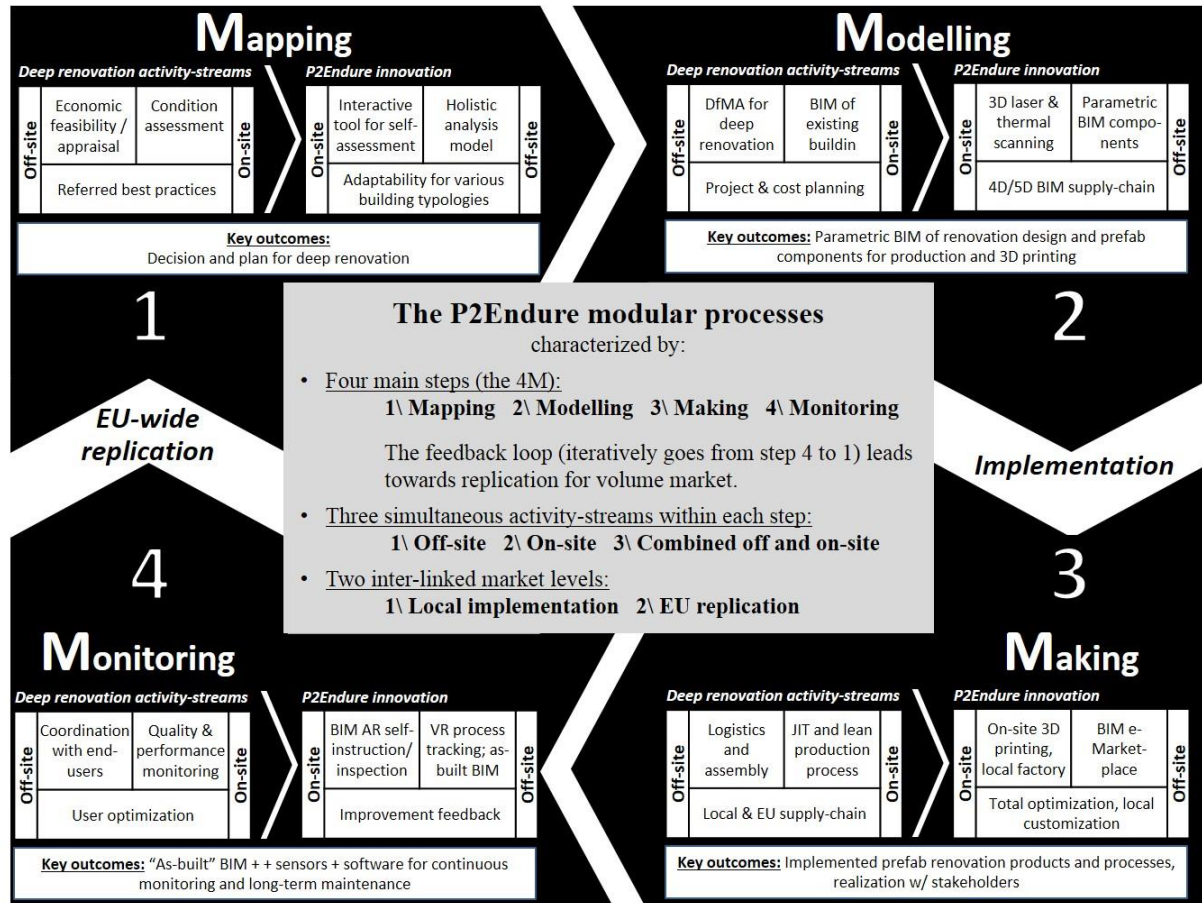 Mapping
Deep renovation activity-streams
Off-site
Economic
feasibility /
appraisal
Condition
assessment
Referred best practices
On-site
P2Endure innovation
On-site
Interactive
tool for self-
assessment
Holistic
analysis
model
Adaptability for various
building typologies
Off-site
Key outcomes:
Decision and plan for deep renovation
1
Modelling
Deep renovation activity-streams
Off-site
DfMA for
deep
renovation
BIM of
existing
buildin
Project & cost planning
On-site
P2Endure innovation
On-site
3D laser &
thermal
scanning
Parametric
BIM compo-
nents
4D/5D BIM supply-chain
Off-site
Key outcomes: Parametric BIM of renovation design and prefab
components for production and 3D printing
2
The P2Endure modular processes
characterized by:
• Four main steps (the 4M):
1\ Mapping 2\ Modelling 3\ Making 4\ Monitoring
The feedback loop (iteratively goes from step 4 to 1) leads
towards replication for volume market.
• Three simultaneous activity-streams within each step:
1\ Off-site 2\ On-site 3\ Combined off and on-site
• Two inter-linked market levels:
1\ Local implementation 2\ EU replication
EU-wide
replication
Implementation
4
Monitoring
Deep renovation activity-streams
Off-site
Coordination
with end-
users
Quality &
performance
monitoring
User optimization
On-site
P2Endure innovation
On-site
BIM AR self-
instruction/
inspection
VR process
tracking; as-
built BIM
Improvement feedback
Off-site
Key outcomes: “As-built” BIM + + sensors + software for continuous
monitoring and long-term maintenance
3
Making
Deep renovation activity-streams
Off-site
Logistics
and
assembly
JIT and lean
production
process
Local & EU supply-chain
On-site
P2Endure innovation
On-site
On-site 3D
printing,
local factory
BIM e-
Market-
place
Total optimization, local
customization
Off-site
Key outcomes: Implemented prefab renovation products and processes,
realization w/ stakeholders